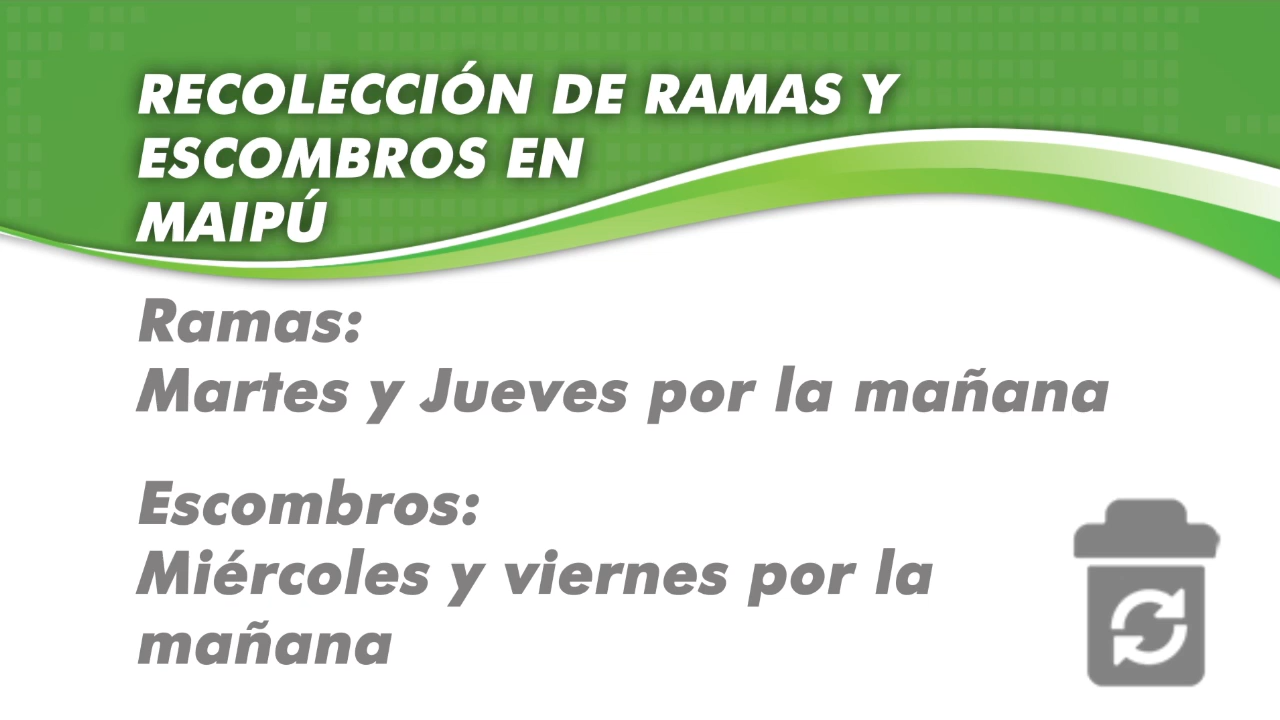 RECOLECCIÓN DE RAMAS Y
ESCOMBROS EN
MAIPÚ
Ramas:
Martes y Jueves por la mañana
Escombros:
Miércoles y viernes por la
mañana